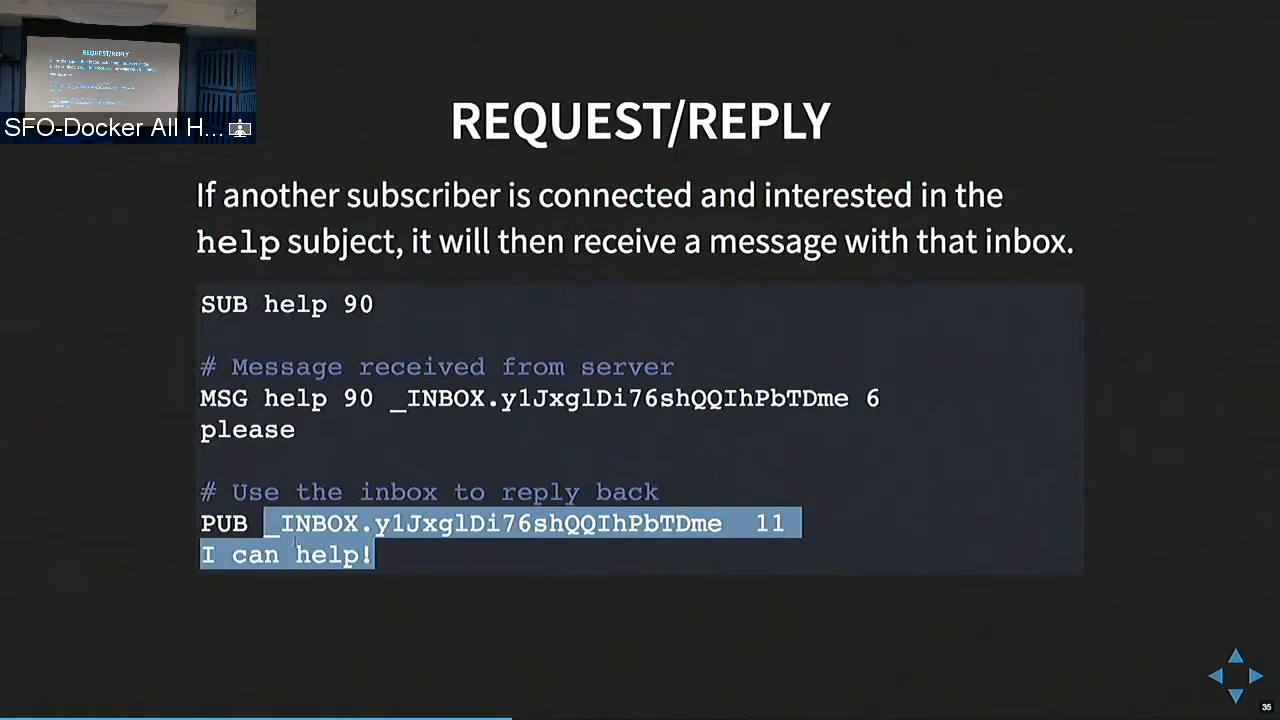 REQUEST/REPLY
SFO-Docker All H...
REQUEST/REPLY
If another subscriber is connected and interested in the
help subject, it will then receive a message with that inbox.
SUB help 90
# Message received from server
MSG help 90 _INBOX.y1JxglDi76shQQIhPbTDme 6
please
# Use the inbox to reply back
PUB _INBOX.y1JxglDi76shQQIhPbTDme 11
I can help!
35